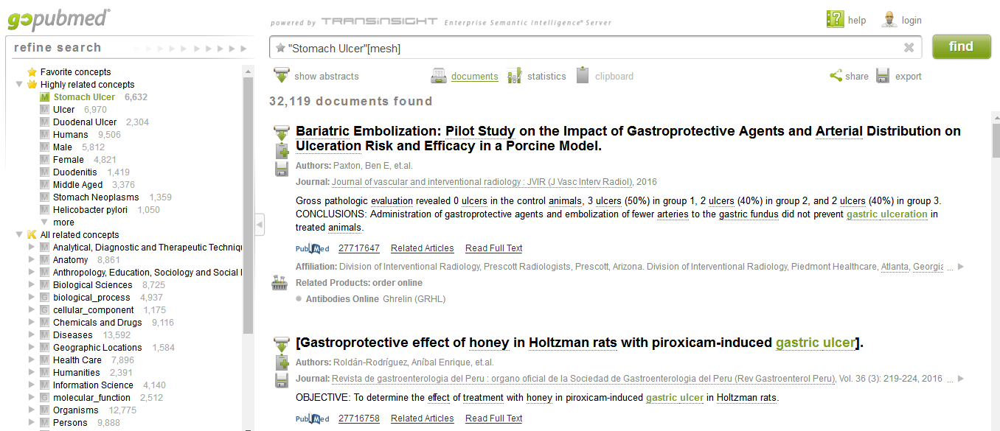 gopubmed®
powered by TRANSINSIGHT Enterprise Semantic Intelligence® Server
help
login
refine search
"Stomach Ulcer"[mesh]
find
show abstracts
documents
statistics
clipboard
share
export
32,119 documents found
Favorite concepts
Highly related concepts
M Stomach Ulcer 6,632
M Ulcer 6,970
M Duodenal Ulcer 2,304
M Humans 9,506
M Male 5,812
M Female 4,821
M Duodenitis 1,419
M Middle Aged 3,376
M Stomach Neoplasms 1,359
M Helicobacter pylori 1,050
more
All related concepts
M Analytical, Diagnostic and Therapeutic Techniqu
M Anatomy 8,861
M Anthropology, Education, Sociology and Social
M Biological Sciences 8,725
G biological_process 4,937
G cellular_component 1,175
M Chemicals and Drugs 9,116
M Diseases 13,592
M Geographic Locations 1,584
M Health Care 7,896
M Humanities 2,391
M Information Science 4,140
G molecular_function 2,512
M Organisms 12,775
M Persons 9,888
Bariatric Embolization: Pilot Study on the Impact of Gastroprotective Agents and Arterial Distribution on
Ulceration Risk and Efficacy in a Porcine Model.
Authors: Paxton, Ben E, et.al.
Journal: Journal of vascular and interventional radiology : JVIR (J Vasc Interv Radiol), 2016
Gross pathologic evaluation revealed 0 ulcers in the control animals, 3 ulcers (50%) in group 1, 2 ulcers (40%) in group 2, and 2 ulcers (40%) in group 3.
CONCLUSIONS: Administration of gastroprotective agents and embolization of fewer arteries to the gastric fundus did not prevent gastric ulceration in
treated animals.
PubMed 27717647 Related Articles Read Full Text
Affiliation: Division of Interventional Radiology, Prescott Radiologists, Prescott, Arizona. Division of Interventional Radiology, Piedmont Healthcare, Atlanta, Georgia ...
Related Products: order online
Antibodies Online Ghrelin (GRHL)
[Gastroprotective effect of honey in Holtzman rats with piroxicam-induced gastric ulcer].
Authors: Roldán-Rodríguez, Aníbal Enrique, et.al.
Journal: Revista de gastroenterologia del Peru : organo oficial de la Sociedad de Gastroenterologia del Peru (Rev Gastroenterol Peru), Vol. 36 (3): 219-224, 2016 ...
OBJECTIVE: To determine the effect of treatment with honey in piroxicam-induced gastric ulcer in Holtzman rats.
PubMed 27716758 Related Articles Read Full Text